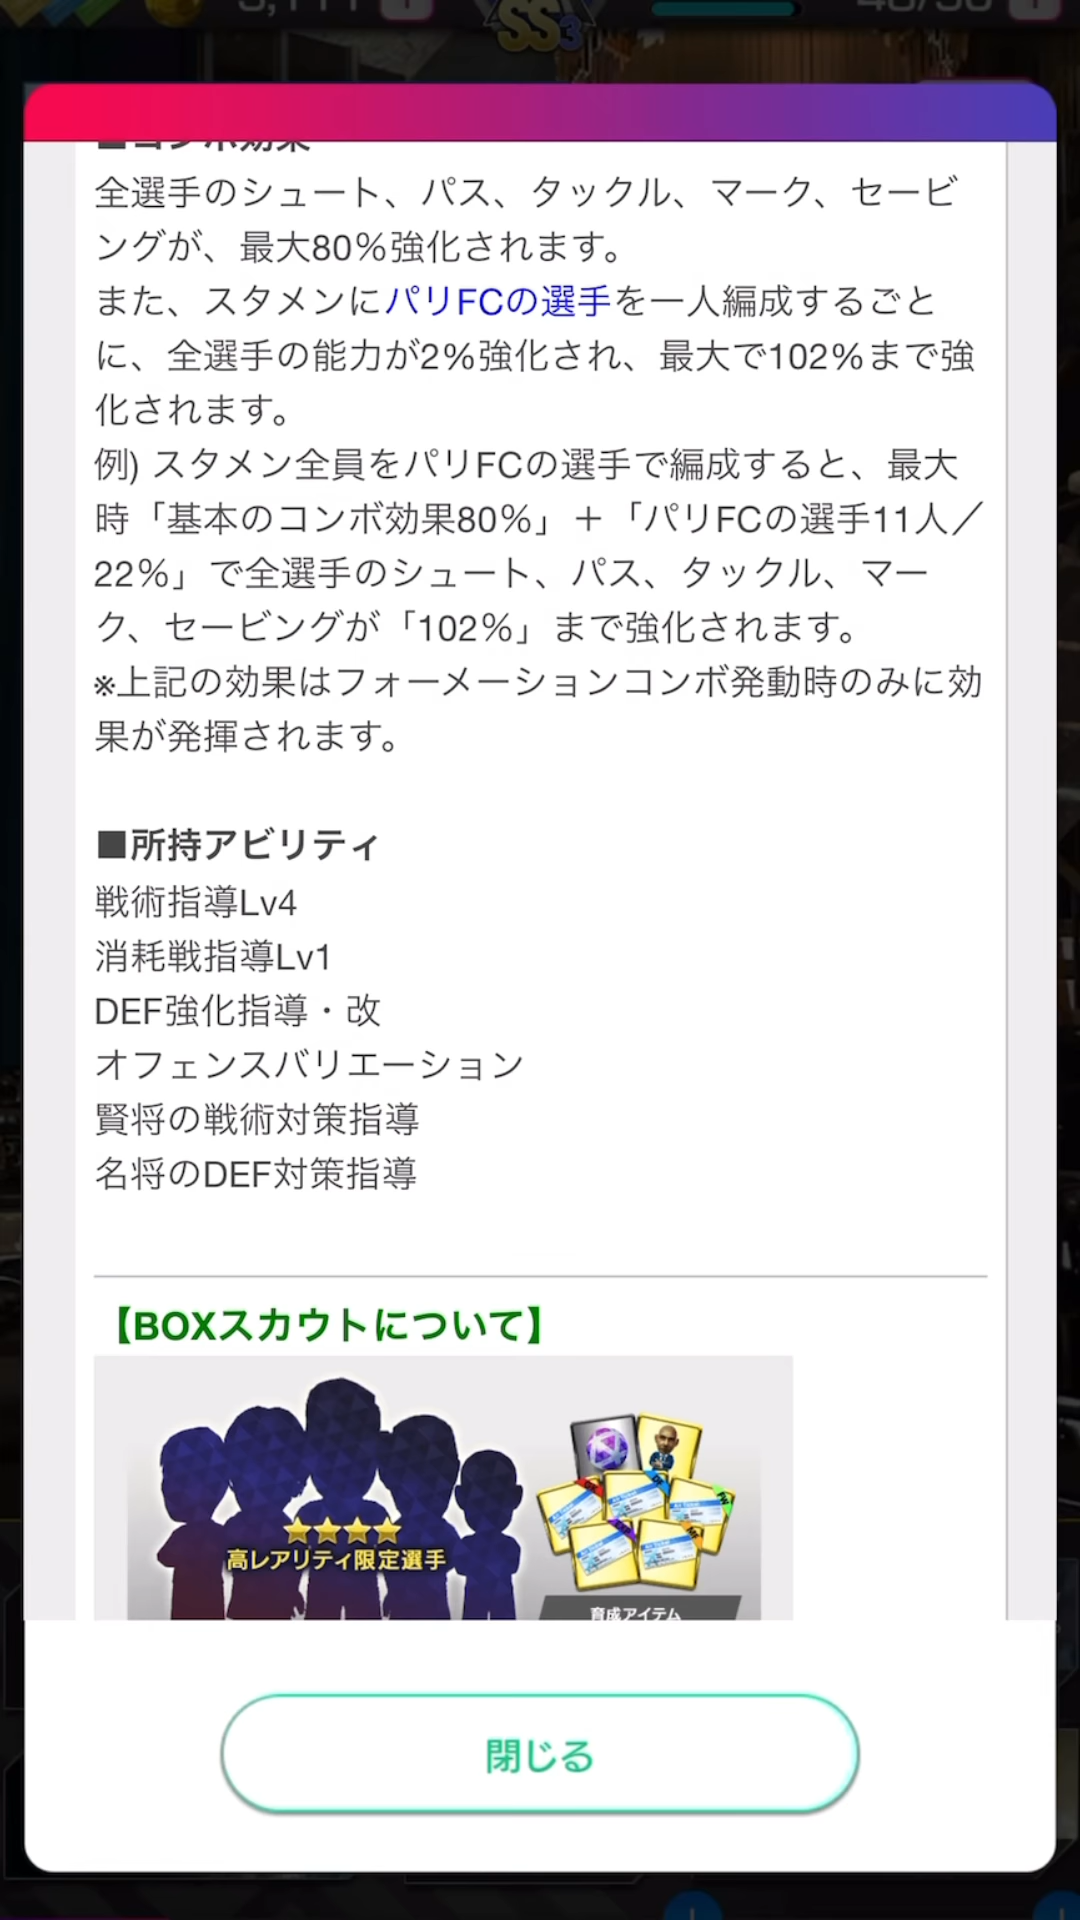 SS3
■コンボ効果
全選手のシュート、パス、タックル、マーク、セービ
ングが、最大80％強化されます。
また、スタメンにパリFCの選手を一人編成するごと
に、全選手の能力が2％強化され、最大で102％まで強
化されます。
例) スタメン全員をパリFCの選手で編成すると、最大
時「基本のコンボ効果80％」＋「パリFCの選手11人／
22％」で全選手のシュート、パス、タックル、マー
ク、セービングが「102％」まで強化されます。
※上記の効果はフォーメーションコンボ発動時のみに効
果が発揮されます。
■所持アビリティ
戦術指導Lv4
消耗戦指導Lv1
DEF強化指導・改
オフェンスバリエーション
賢将の戦術対策指導
名将のDEF対策指導
【BOXスカウトについて】
高レアリティ限定選手
育成アイテム
閉じる